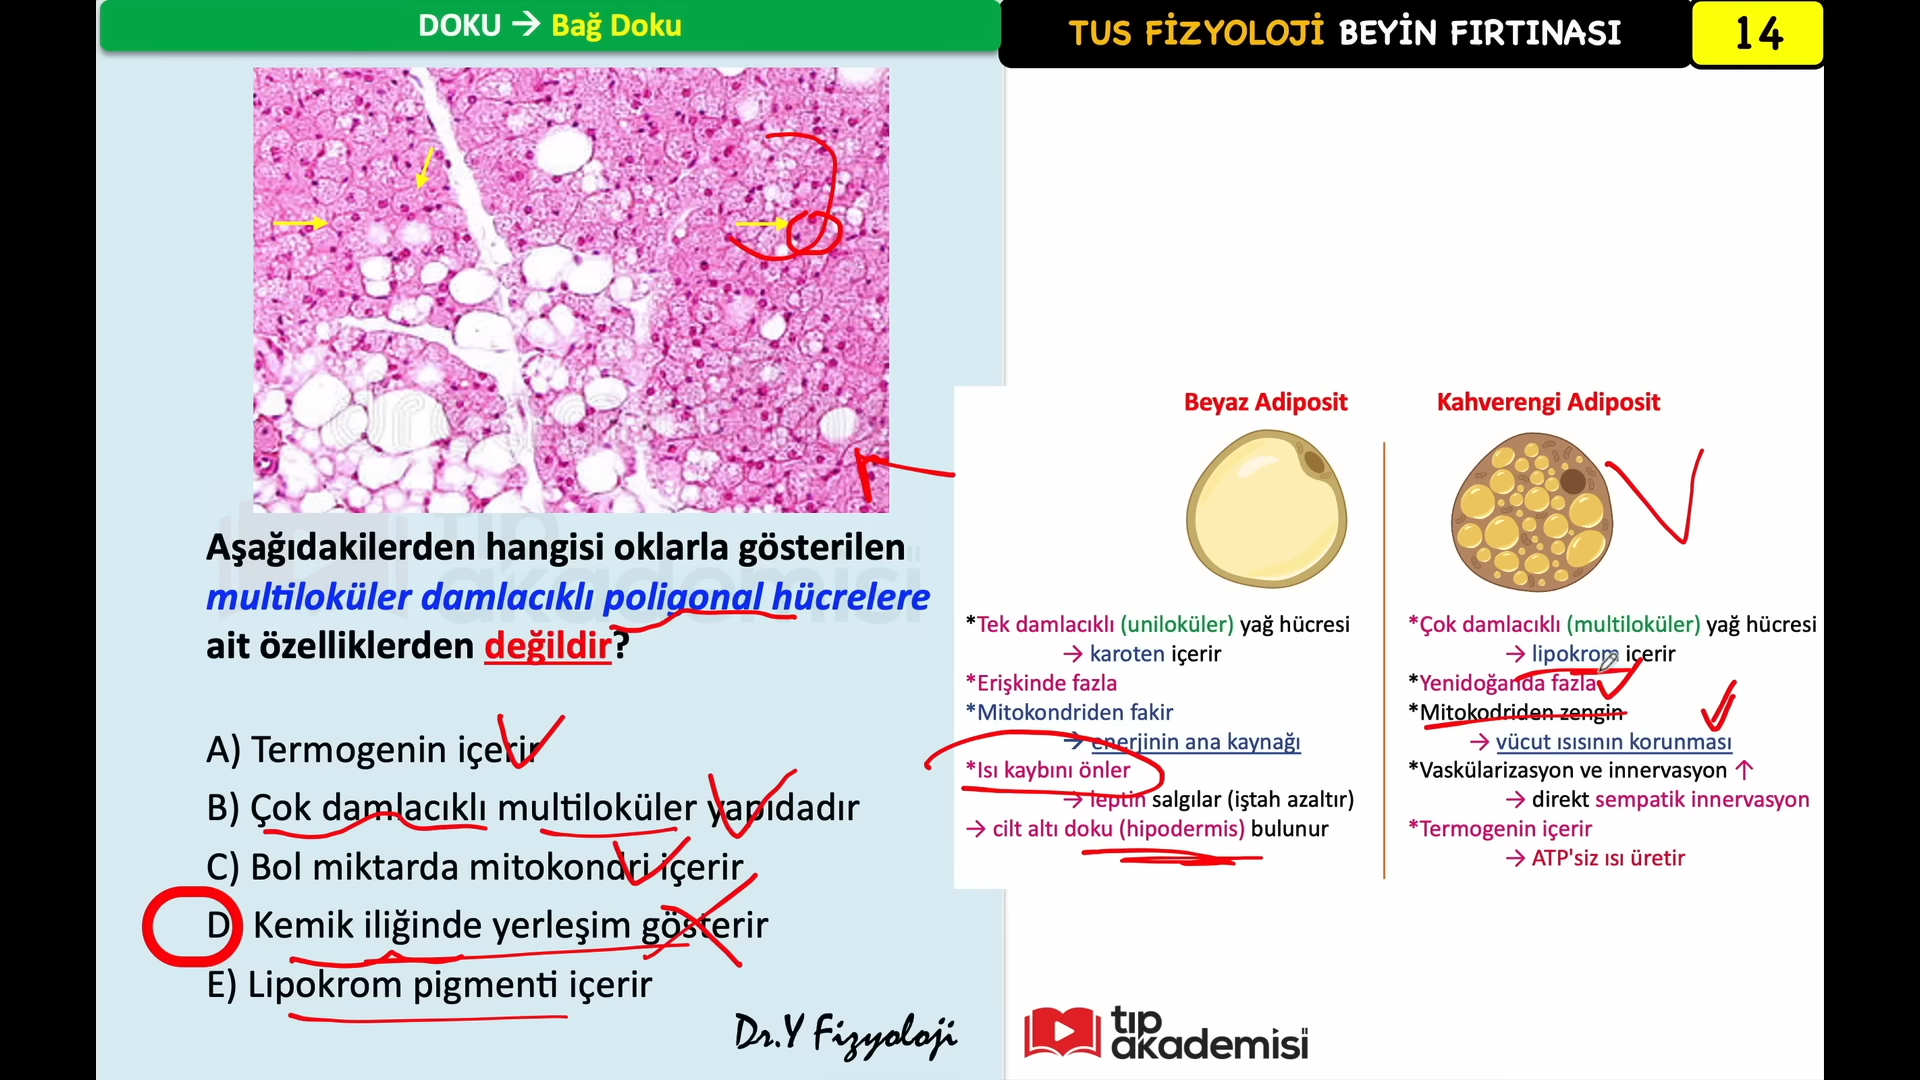 DOKU → Bağ Doku
TUS FİZYOLOJİ BEYİN FIRTINASI
14
Aşağıdakilerden hangisi oklarla gösterilen
multiloküler damlacıklı poligonal hücrelere
ait özelliklerden değildir?
A) Termogenin içerir
B) Çok damlacıklı multiloküler yapıdadır
C) Bol miktarda mitokondri içerir
D) Kemik iliğinde yerleşim gösterir
E) Lipokrom pigmenti içerir
Dr.Y Fizyoloji
Beyaz Adiposit
*Tek damlacıklı (uniloküler) yağ hücresi
→ karoten içerir
*Erişkinde fazla
*Mitokondriden fakir
→ enerjinin ana kaynağı
*Isı kaybını önler
→ leptin salgılar (iştah azaltır)
→ cilt altı doku (hipodermis) bulunur
Kahverengi Adiposit
*Çok damlacıklı (multiloküler) yağ hücresi
→ lipokrom içerir
*Yenidoğanda fazla
*Mitokodriden zengin
→ vücut ısısının korunması
*Vaskülarizasyon ve innervasyon ↑
→ direkt sempatik innervasyon
*Termogenin içerir
→ ATP'siz ısı üretir
tıp
akademisi